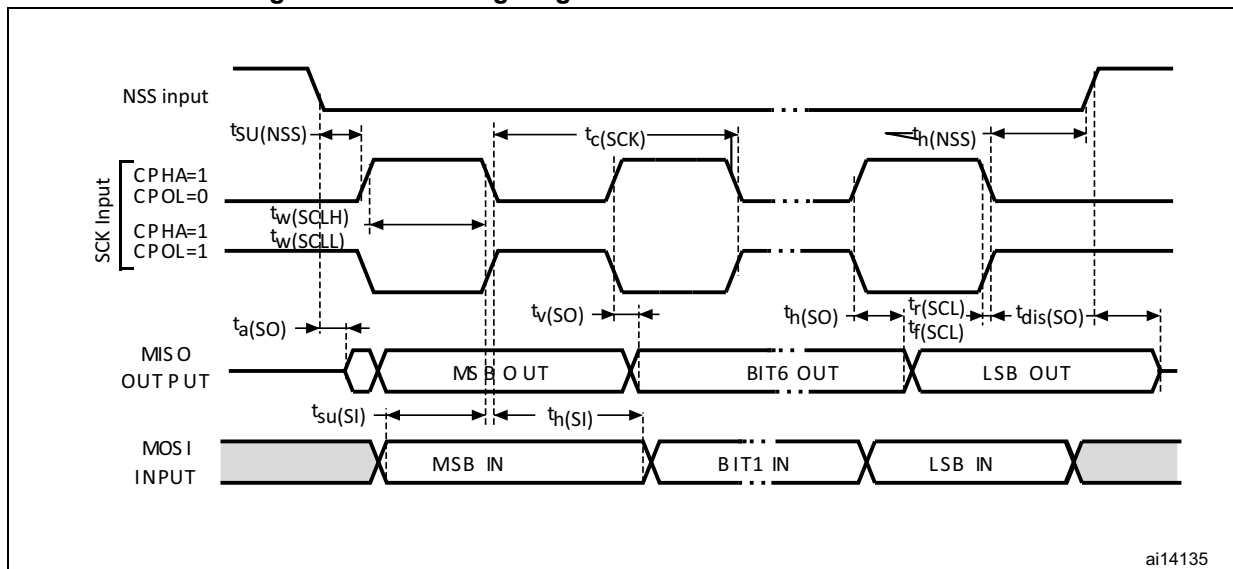 NSS input
tSU(NSS)
tc(SCK)
th(NSS)
SCK Input
CPHA=1
CPOL=0
tw(SCLH)
CPHA=1
tw(SCLL)
CPOL=1
ta(SO)
tv(SO)
th(SO)
tr(SCL)
tf(SCL)
tdis(SO)
MISO
OUTPUT
MSB OUT
BIT6 OUT
LSB OUT
tsu(SI)
th(SI)
MOSI
INPUT
MSB IN
BIT1 IN
LSB IN
ai14135